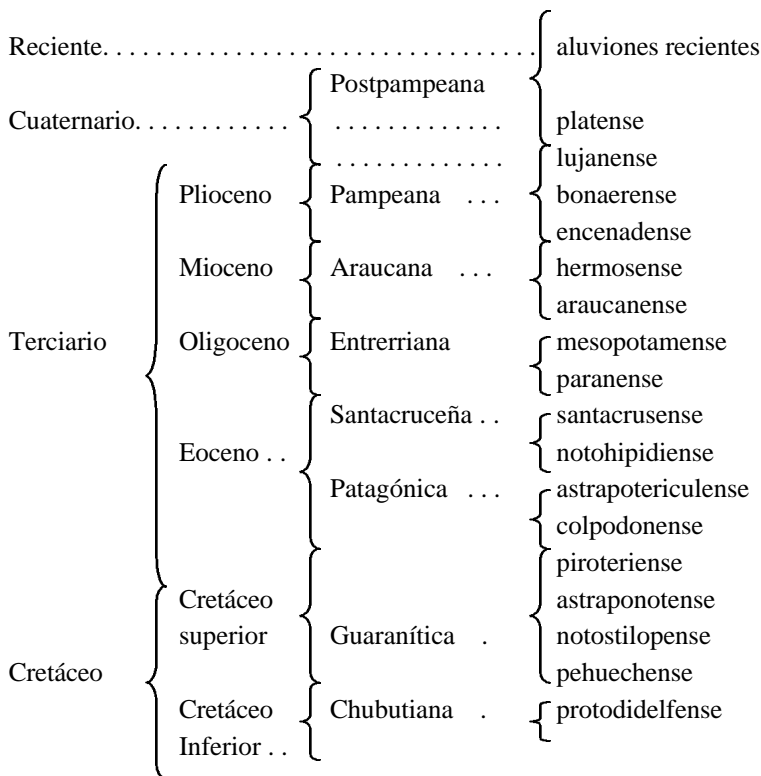 Reciente. . . . . . . . . . . . . . . . . . . . . . . . . . . . . . . . . . aluviones recientes
Postpampeana
Cuaternario. . . . . . . . . . . . . . . . . . . . . . . . . platense
. . . . . . . . . . . . . lujanense
Plioceno Pampeana . . . bonaerense
encenadense
Mioceno Araucana . . . hermosense
araucanense
Terciario Oligoceno Entrerriana mesopotamense
paranense
Santacruceña . . santacrusense
Eoceno . . notohipidiense
Patagónica . . . astrapotericulense
colpodonense
piroteriense
Cretáceo astraponotense
superior Guaranítica . notostilopense
Cretáceo pehuechense
Cretáceo Chubutiana . protodidelfense
Inferior . .